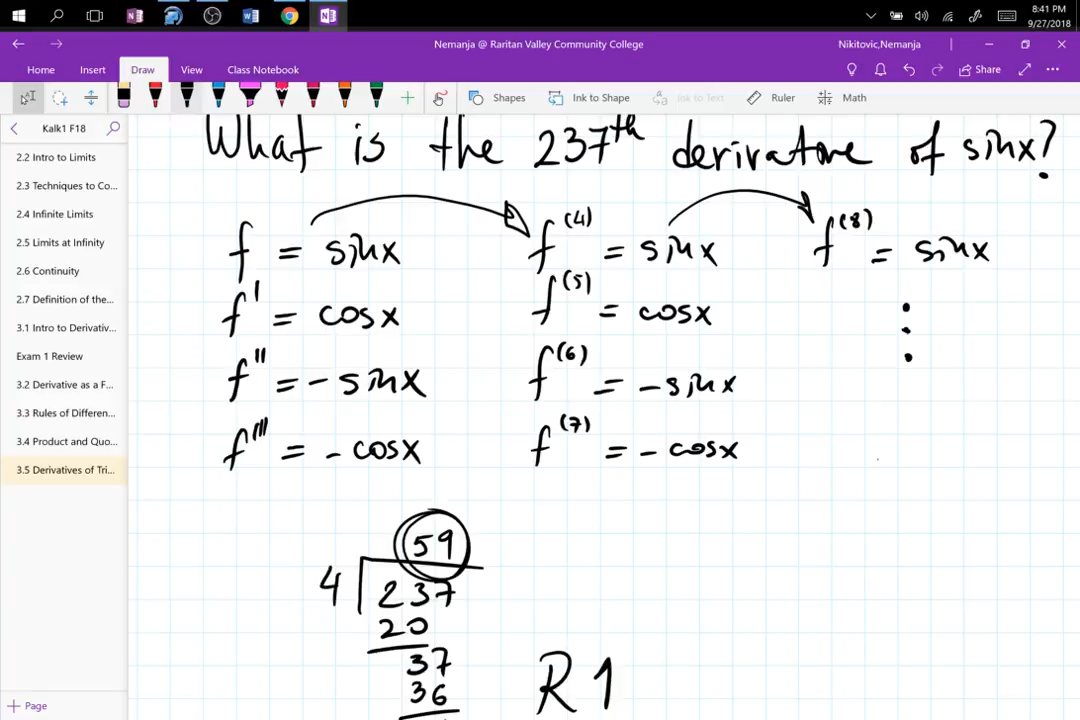 8:41 PM
9/27/2018
Nemanja @ Raritan Valley Community College
Nikitovic,Nemanja
Home Insert Draw View Class Notebook
Share
Shapes Ink to Shape Ink to Text Ruler Math
Kalk1 F18
2.2 Intro to Limits
2.3 Techniques to Co...
2.4 Infinite Limits
2.5 Limits at Infinity
2.6 Continuity
2.7 Definition of the...
3.1 Intro to Derivativ...
Exam 1 Review
3.2 Derivative as a F...
3.3 Rules of Differen...
3.4 Product and Quo...
3.5 Derivatives of Tri...
Page
What is the 237th derivative of sinx?
f = sinx f(4) = sinx f(8) = sinx
f' = cosx f(5) = cosx
f'' = - sinx f(6) = - sinx
f''' = - cosx f(7) = - cosx
59
4 237
20
37
36 R1